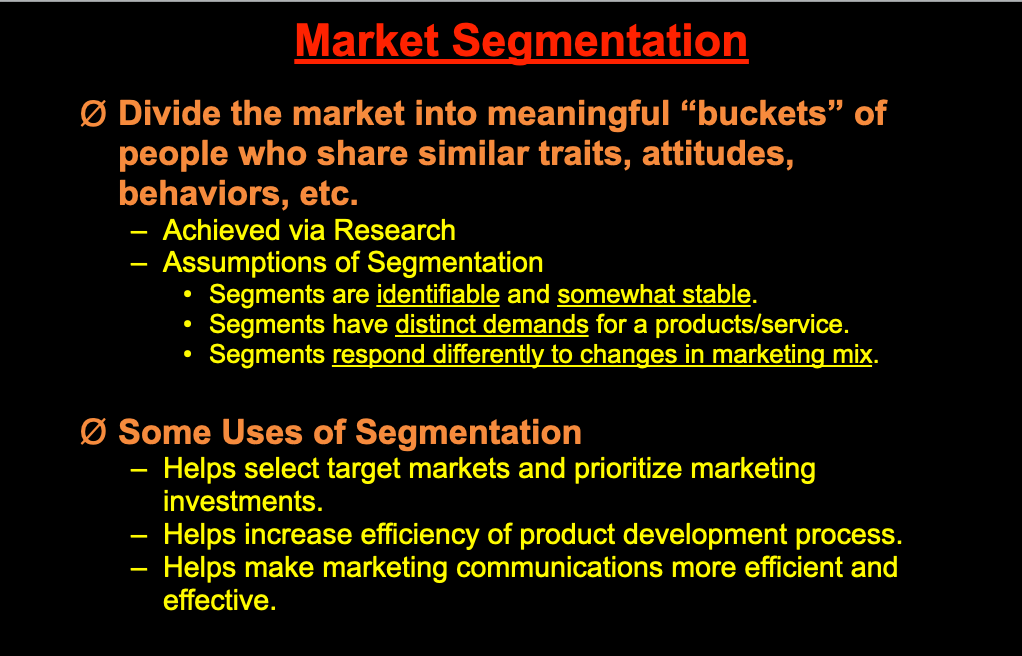 Market Segmentation
Ø Divide the market into meaningful “buckets” of
people who share similar traits, attitudes,
behaviors, etc.
– Achieved via Research
– Assumptions of Segmentation
• Segments are identifiable and somewhat stable.
• Segments have distinct demands for a products/service.
• Segments respond differently to changes in marketing mix.
Ø Some Uses of Segmentation
– Helps select target markets and prioritize marketing
investments.
– Helps increase efficiency of product development process.
– Helps make marketing communications more efficient and
effective.